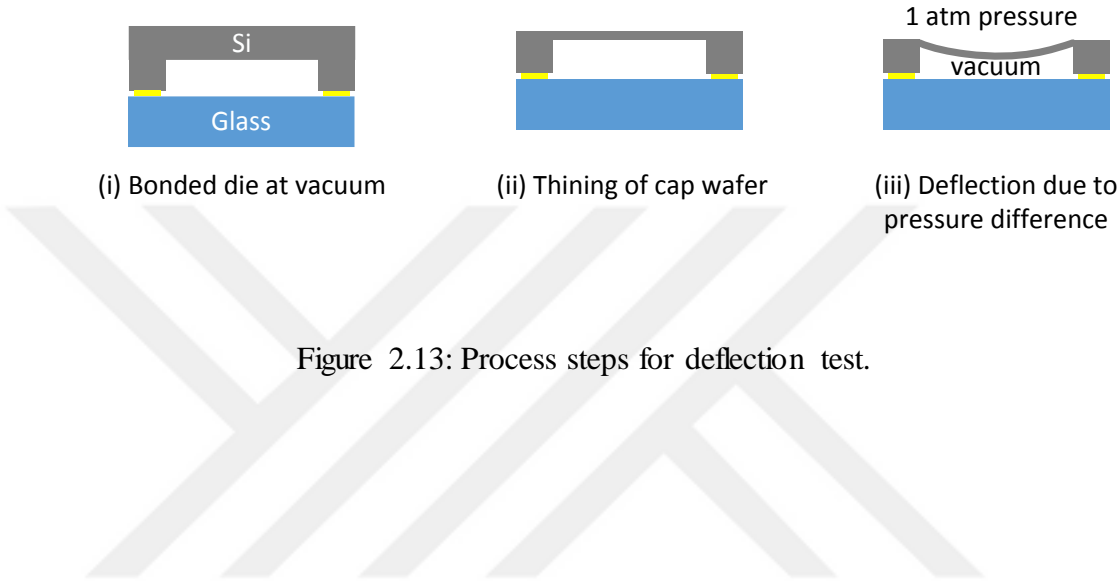 Si
Glass
(i) Bonded die at vacuum
(ii) Thining of cap wafer
1 atm pressure
vacuum
(iii) Deflection due to
pressure difference
Figure 2.13: Process steps for deflection test.